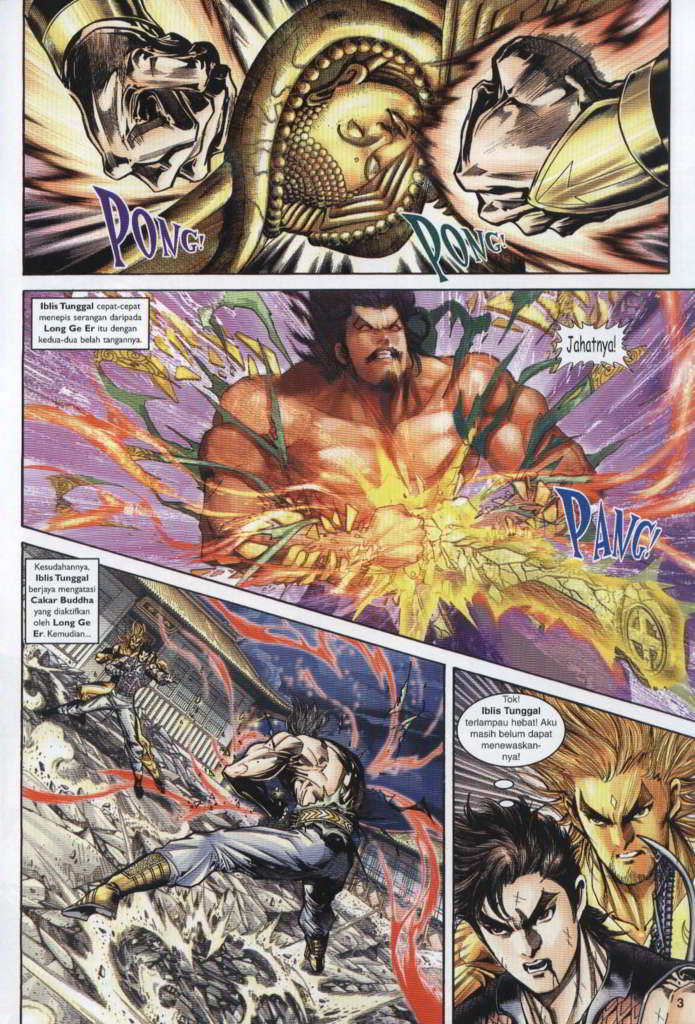 PONG!
PONG!
Iblis Tunggal cepat-cepat
menepis serangan daripada
Long Ge Er itu dengan
kedua-dua belah tangannya.
Jahatnya!
PANG!
Kesudahannya,
Iblis Tunggal
berjaya mengatasi
Cakar Buddha
yang diaktifkan
oleh Long Ge
Er. Kemudian...
Tok!
Iblis Tunggal
terlampau hebat! Aku
masih belum dapat
menewaskan-
nya!
3